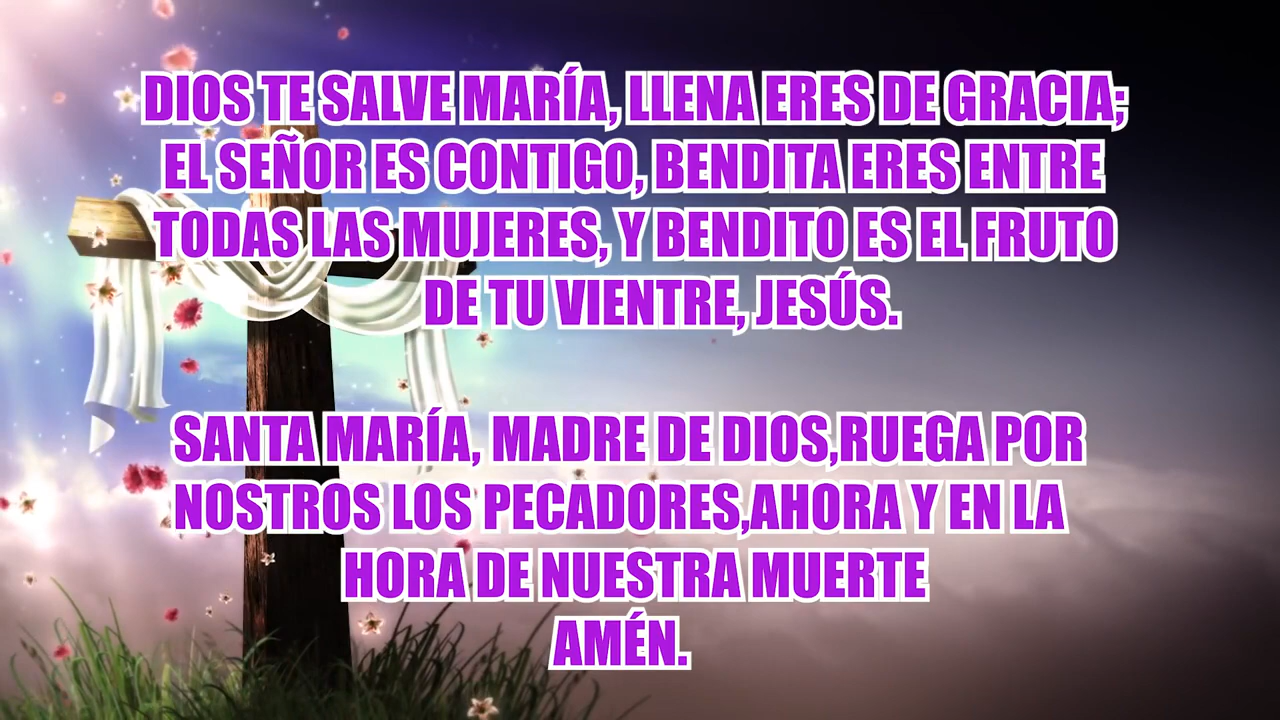 DIOS TE SALVE MARÍA, LLENA ERES DE GRACIA;
EL SEÑOR ES CONTIGO, BENDITA ERES ENTRE
TODAS LAS MUJERES, Y BENDITO ES EL FRUTO
DE TU VIENTRE, JESÚS.
SANTA MARÍA, MADRE DE DIOS,RUEGA POR
NOSTROS LOS PECADORES,AHORA Y EN LA
HORA DE NUESTRA MUERTE
AMÉN.